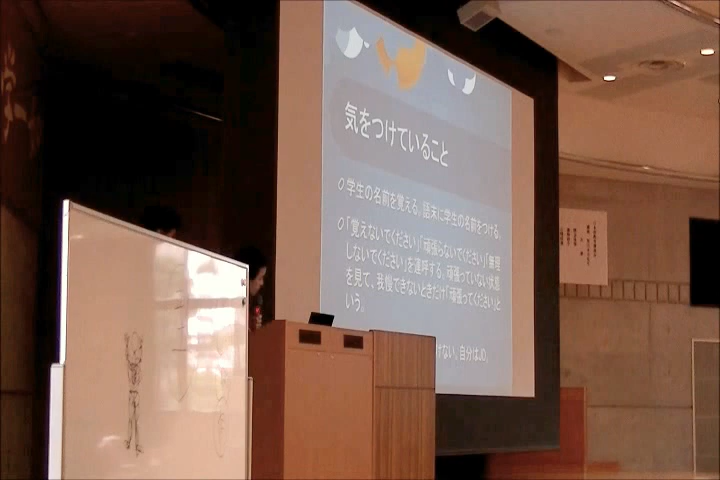 気をつけていること
０学生の名前を覚える。語末に学生の名前をつける。
０「覚えないでください」「頑張らないでください」「無理
しないでください」を連呼する。頑張っていない状態
を見て、我慢できないときだけ「頑張ってください」と
いう。
けない。自分はJD。